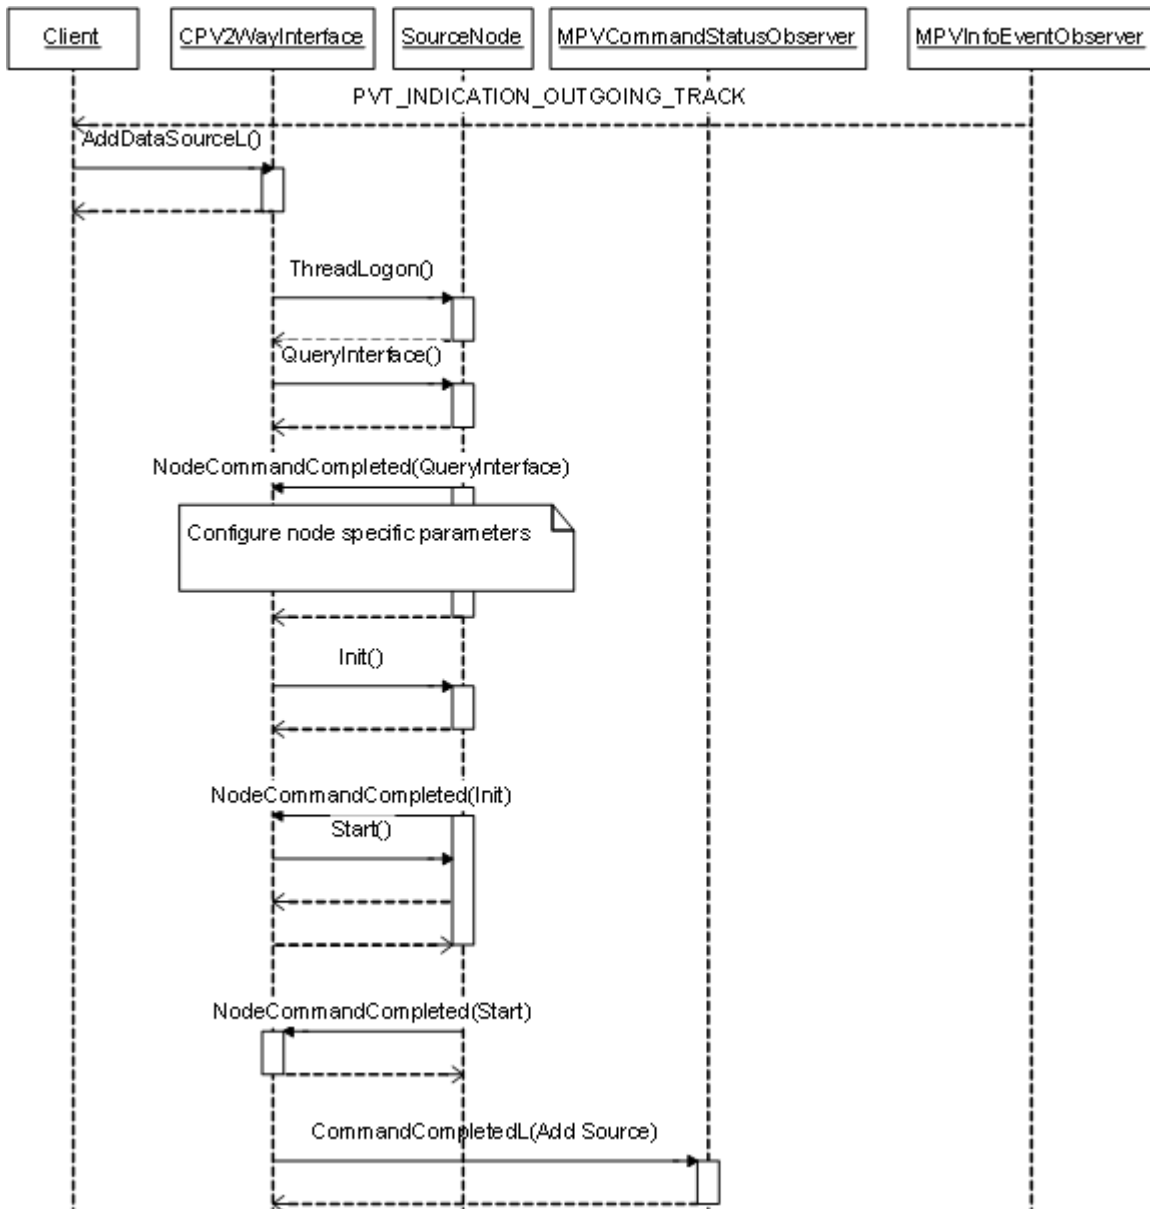 Client
CPV2WayInterface
SourceNode
MPVCommandStatusObserver
MPVInfoEventObserver
PVT_INDICATION_OUTGOING_TRACK
AddDataSourceL()
ThreadLogon()
QueryInterface()
NodeCommandCompleted(QueryInterface)
Configure node specific parameters
Init()
NodeCommandCompleted(Init)
Start()
NodeCommandCompleted(Start)
CommandCompletedL(Add Source)